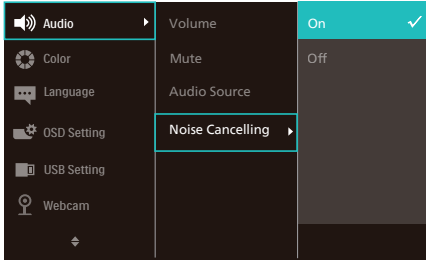 Audio
Color
Language
OSD Setting
USB Setting
Webcam
Volume
Mute
Audio Source
Noise Cancelling
On
Off